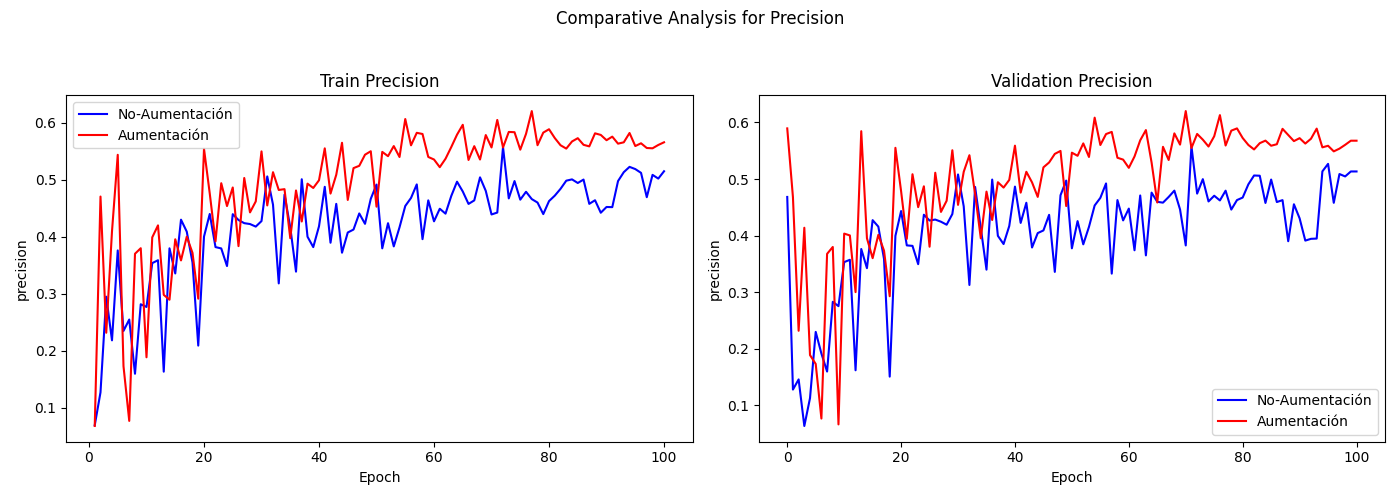 Comparative Analysis for Precision
Train Precision
No-Aumentación
Aumentación
precision
0.6
0.5
0.4
0.3
0.2
0.1
0 20 40 60 80 100
Epoch
Validation Precision
precision
0.6
0.5
0.4
0.3
0.2
0.1
No-Aumentación
Aumentación
0 20 40 60 80 100
Epoch